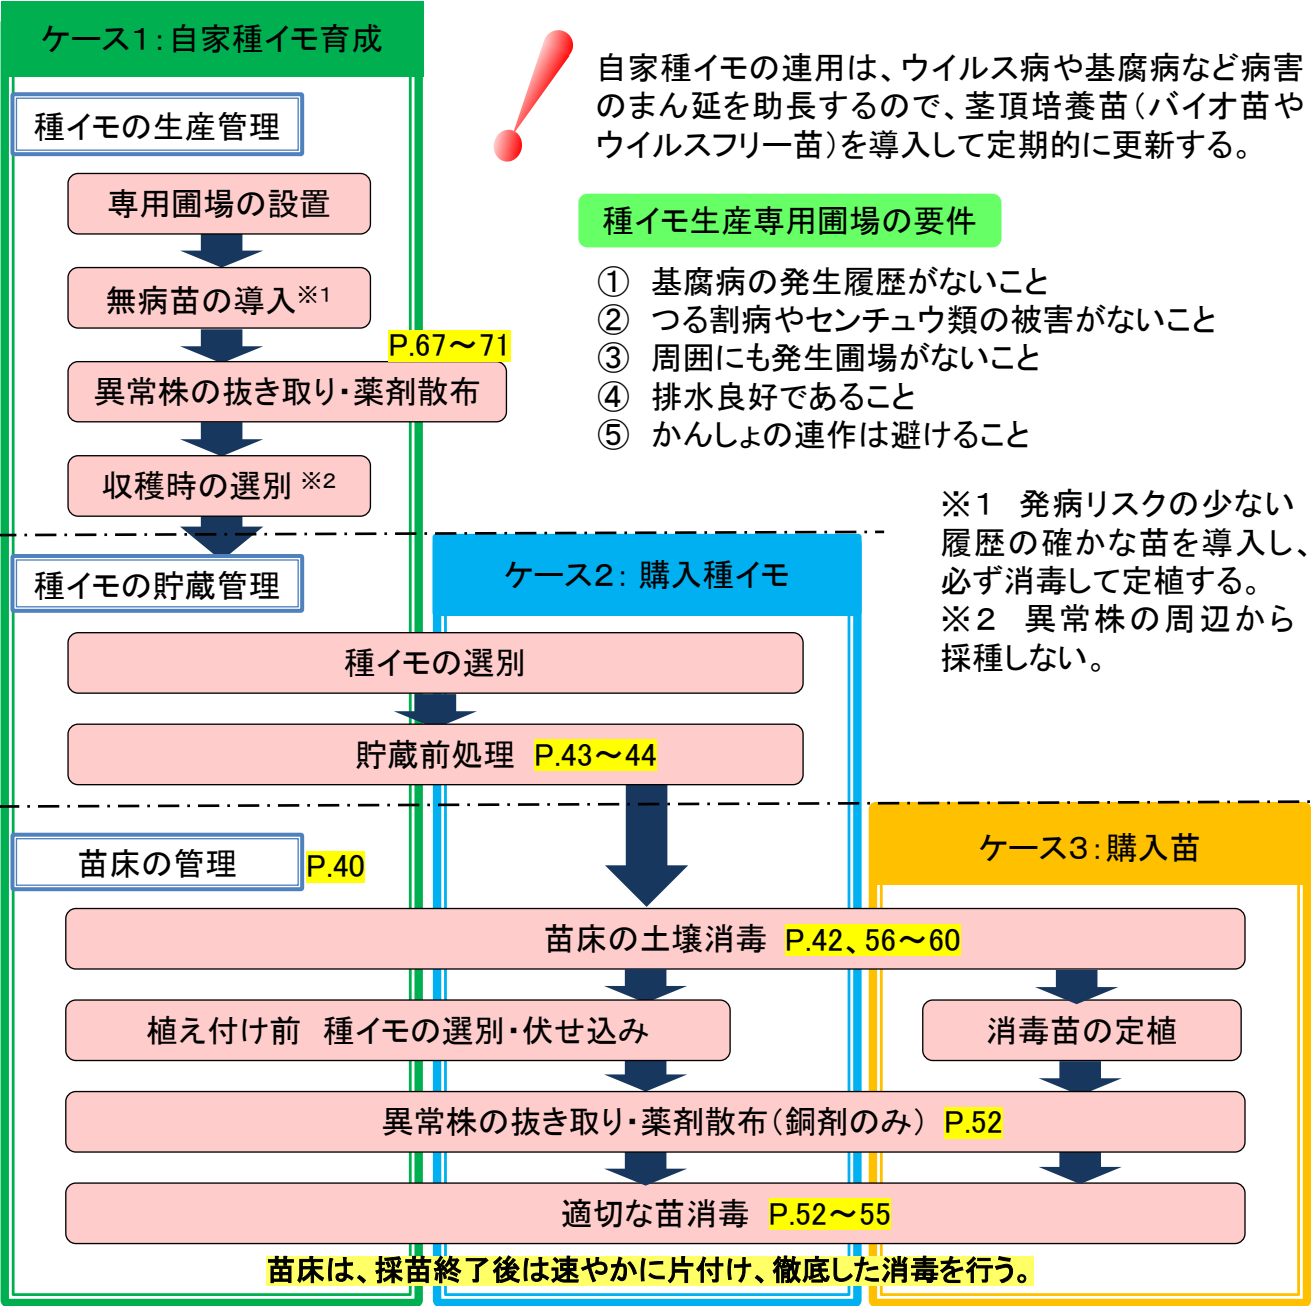 ケース１：自家種イモ育成
種イモの生産管理
専用圃場の設置
無病苗の導入※1
P.67～71
異常株の抜き取り・薬剤散布
収穫時の選別※2
自家種イモの連用は、ウイルス病や基腐病など病害
のまん延を助長するので、茎頂培養苗（バイオ苗や
ウイルスフリー苗）を導入して定期的に更新する。
種イモ生産専用圃場の要件
①　基腐病の発生履歴がないこと
②　つる割病やセンチュウ類の被害がないこと
③　周囲にも発生圃場がないこと
④　排水良好であること
⑤　かんしょの連作は避けること
※１　発病リスクの少ない
履歴の確かな苗を導入し、
必ず消毒して定植する。
※２　異常株の周辺から
採種しない。
種イモの貯蔵管理
ケース２：購入種イモ
種イモの選別
貯蔵前処理 P.43～44
苗床の管理 P.40
ケース３：購入苗
苗床の土壌消毒 P.42、56～60
植え付け前　種イモの選別・伏せ込み
消毒苗の定植
異常株の抜き取り・薬剤散布（銅剤のみ） P.52
適切な苗消毒 P.52～55
苗床は、採苗終了後は速やかに片付け、徹底した消毒を行う。